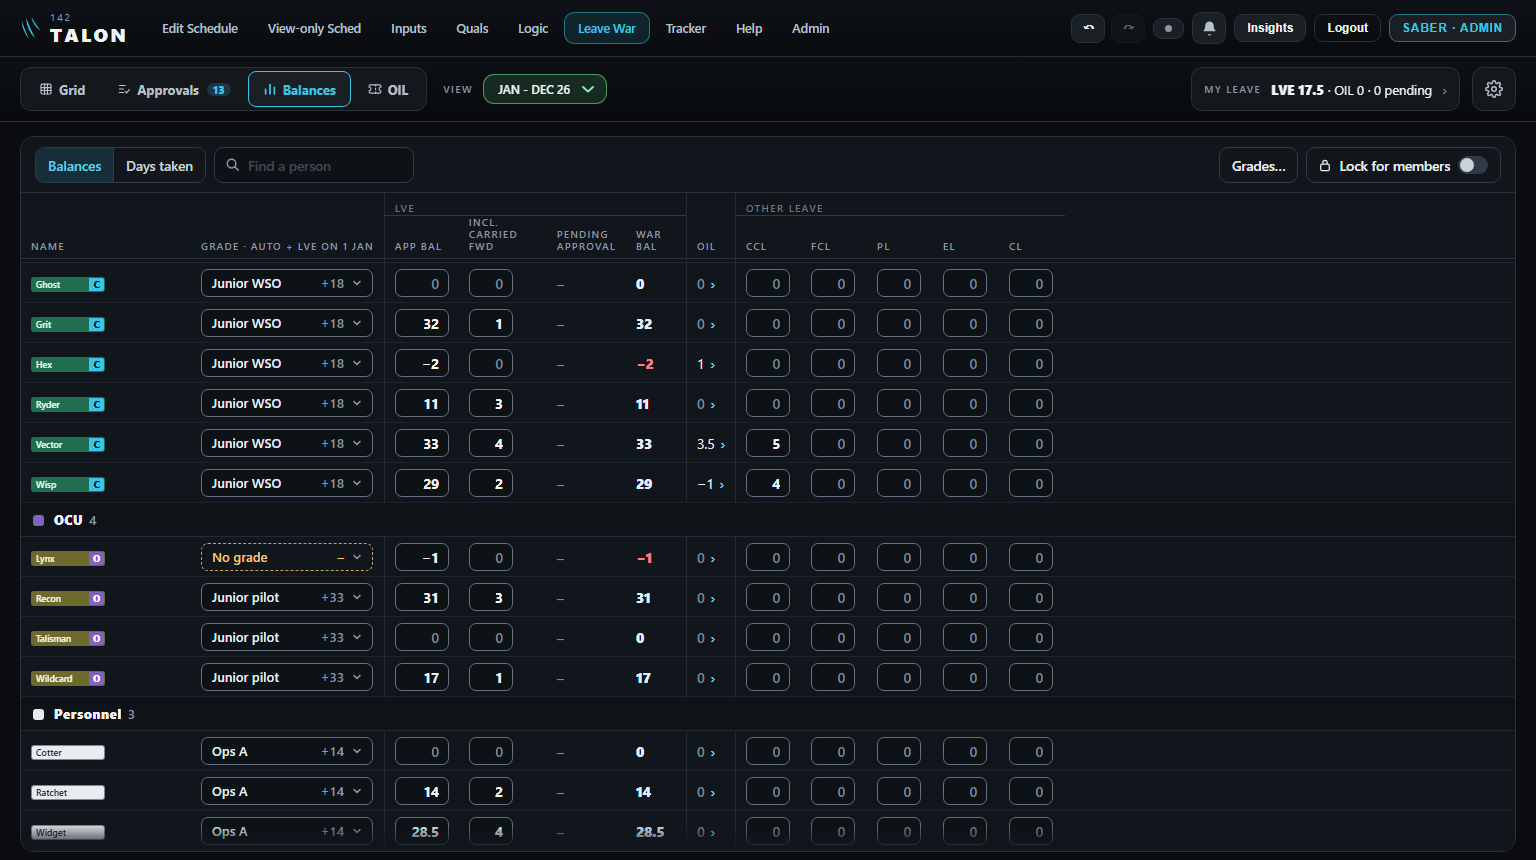 142
TALON
Edit Schedule View-only Sched Inputs Quals Logic Leave War Tracker Help Admin
Insights Logout SABER · ADMIN
Grid Approvals 13 Balances OIL VIEW JAN - DEC 26
MY LEAVE LVE 17.5 · OIL 0 · 0 pending ›
Balances Days taken Find a person
Grades... Lock for members
LVE OTHER LEAVE
NAME GRADE · AUTO + LVE ON 1 JAN APP BAL INCL. CARRIED FWD PENDING APPROVAL WAR BAL OIL CCL FCL PL EL CL
Ghost C Junior WSO +18 0 0 – 0 0 › 0 0 0 0 0
Grit C Junior WSO +18 32 1 – 32 0 › 0 0 0 0 0
Hex C Junior WSO +18 −2 0 – −2 1 › 0 0 0 0 0
Ryder C Junior WSO +18 11 3 – 11 0 › 0 0 0 0 0
Vector C Junior WSO +18 33 4 – 33 3.5 › 5 0 0 0 0
Wisp C Junior WSO +18 29 2 – 29 −1 › 4 0 0 0 0
OCU 4
Lynx O No grade – −1 0 – −1 0 › 0 0 0 0 0
Recon O Junior pilot +33 31 3 – 31 0 › 0 0 0 0 0
Talisman O Junior pilot +33 0 0 – 0 0 › 0 0 0 0 0
Wildcard O Junior pilot +33 17 1 – 17 0 › 0 0 0 0 0
Personnel 3
Cotter Ops A +14 0 0 – 0 0 › 0 0 0 0 0
Ratchet Ops A +14 14 2 – 14 0 › 0 0 0 0 0
Widget Ops A +14 28.5 4 – 28.5 0 › 0 0 0 0 0